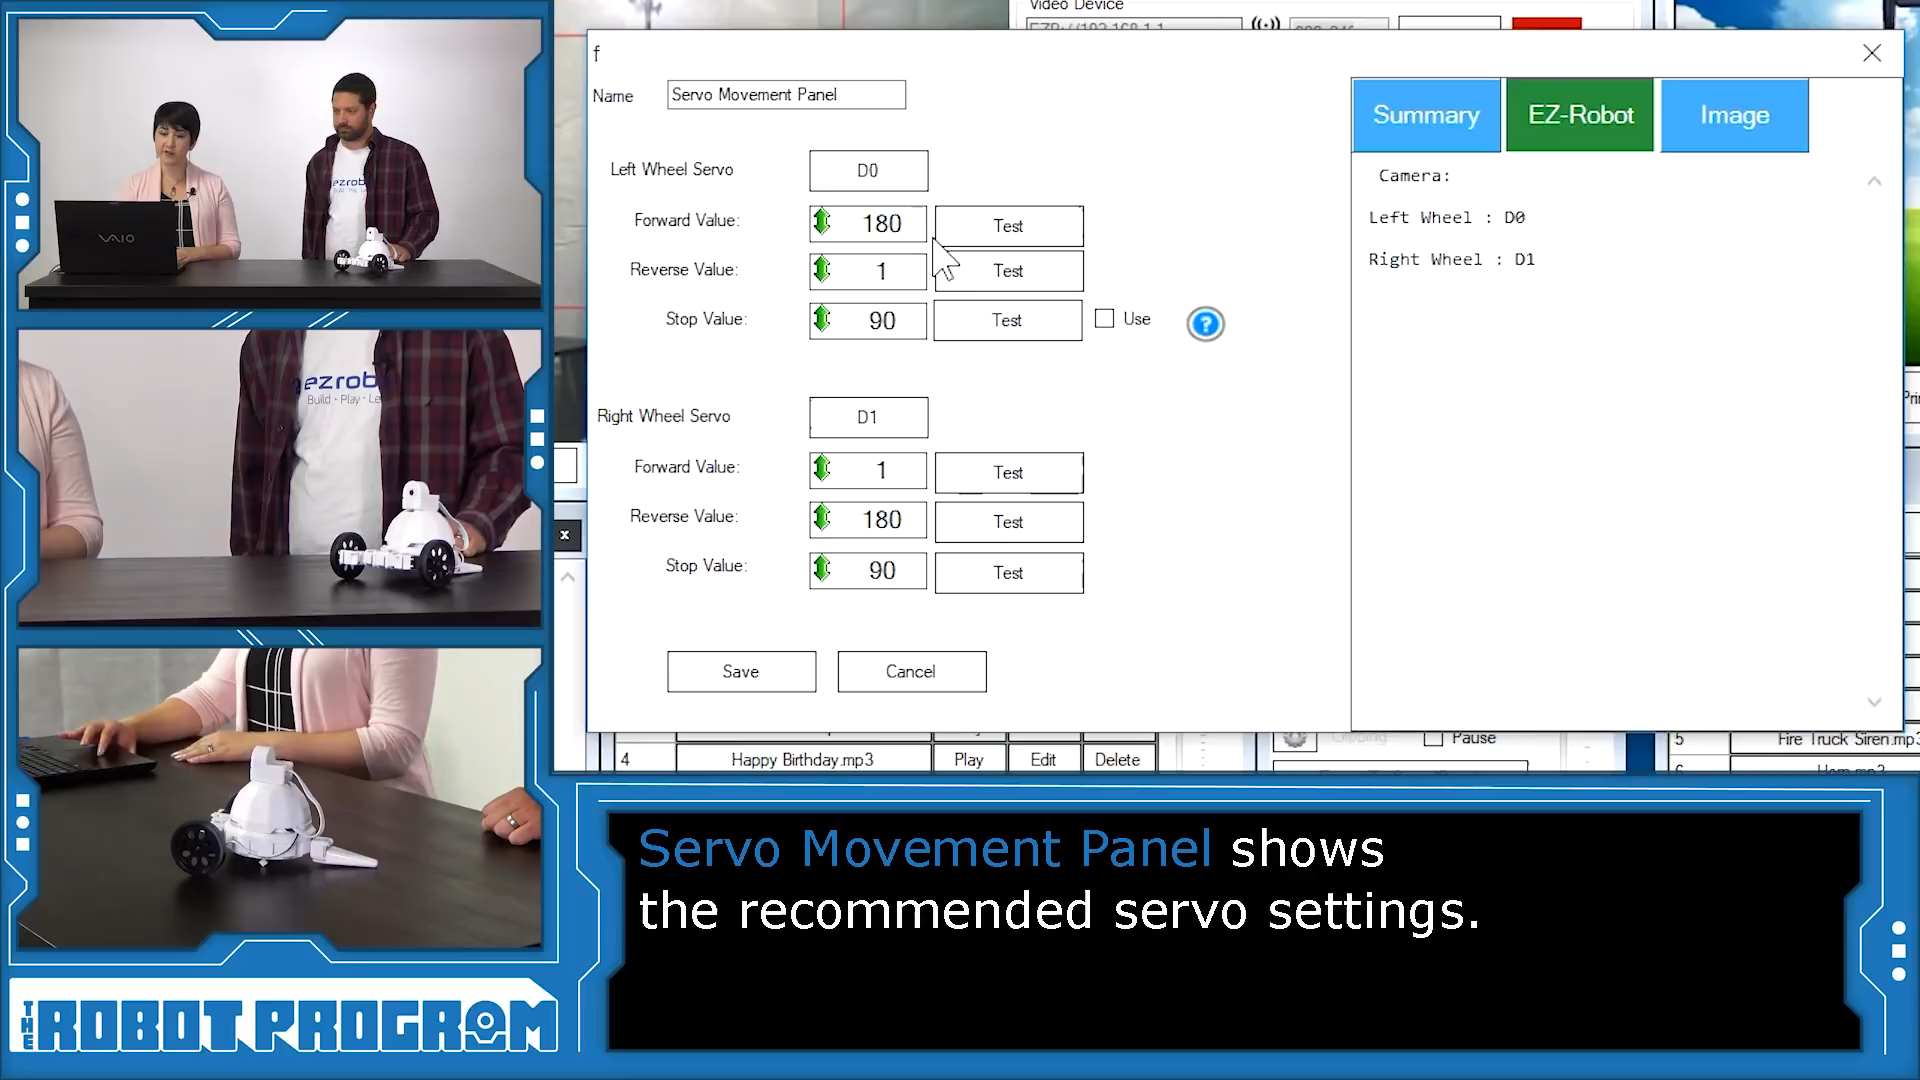 Video Device
f
Name Servo Movement Panel
Left Wheel Servo D0
Forward Value: 180 Test
Reverse Value: 1 Test
Stop Value: 90 Test Use ?
Right Wheel Servo D1
Forward Value: 1 Test
Reverse Value: 180 Test
Stop Value: 90 Test
Save Cancel
Summary EZ-Robot Image
Camera:
Left Wheel : D0
Right Wheel : D1
4 Happy Birthday.mp3 Play Edit Delete
Pause
5 Fire Truck Siren.mp3
VAIO
ezrobot
Build · Play
x
Servo Movement Panel shows
the recommended servo settings.
THE ROBOT PROGRAM